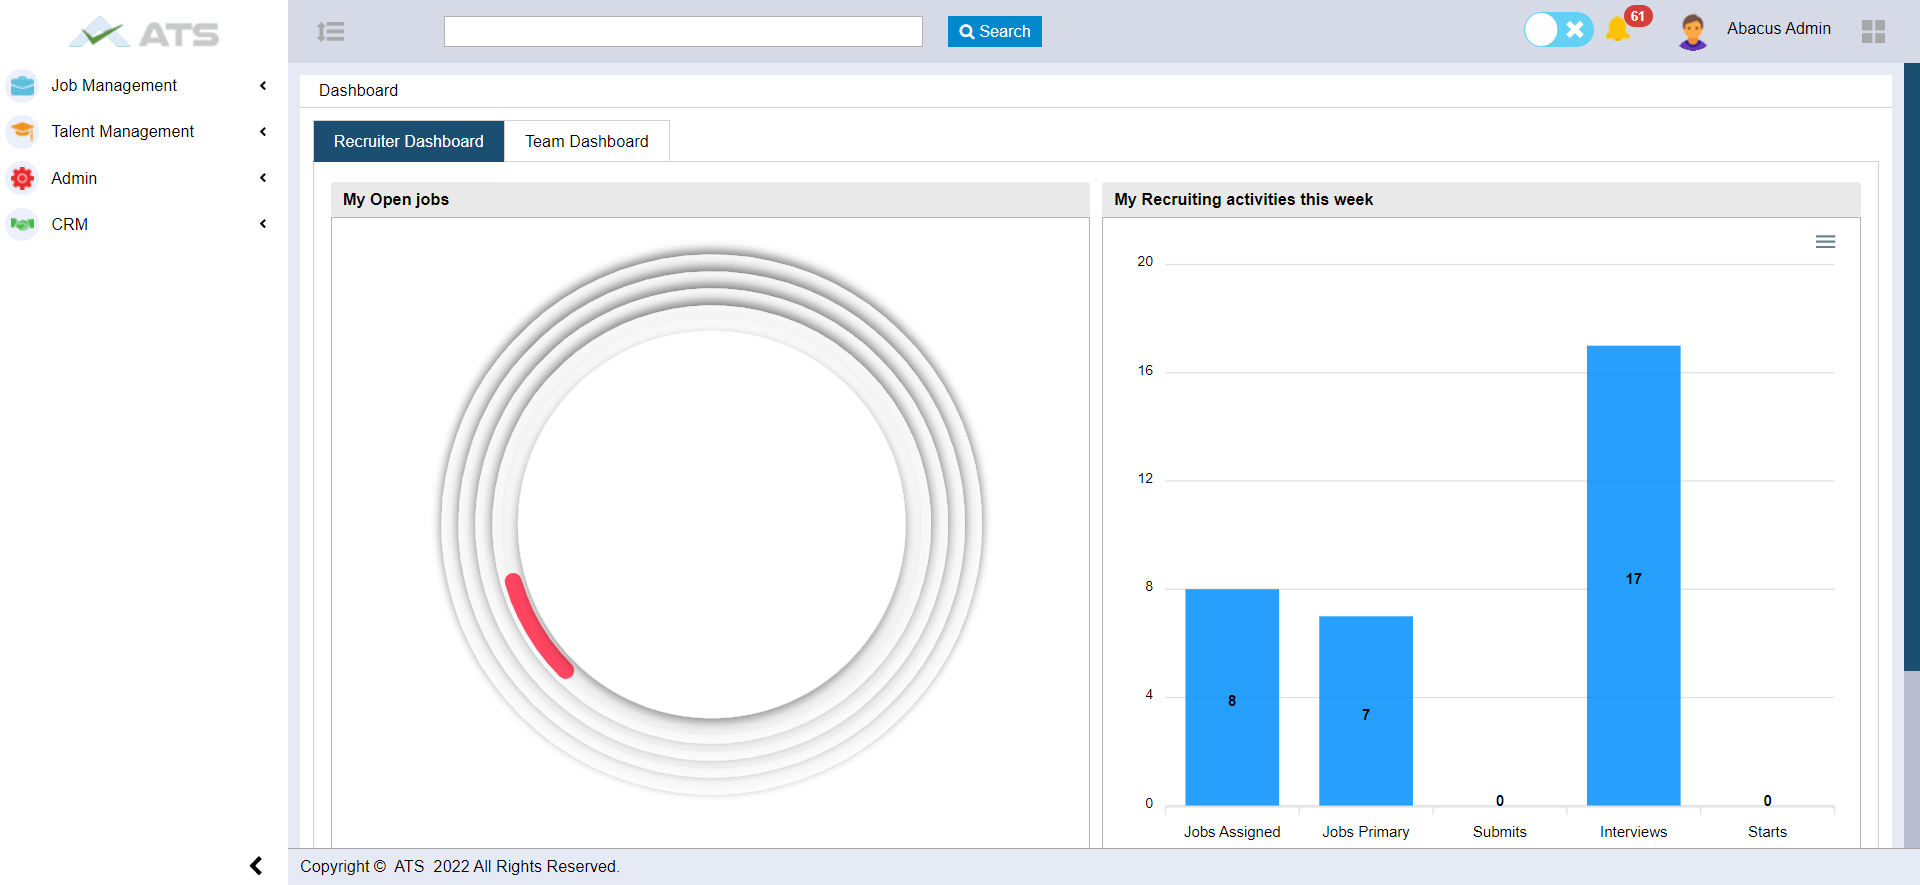 ATS
Search
61
Abacus Admin
Job Management
Talent Management
Admin
CRM
Dashboard
Recruiter Dashboard
Team Dashboard
My Open jobs
My Recruiting activities this week
20
16
12
8
4
0
8
7
0
17
0
Jobs Assigned
Jobs Primary
Submits
Interviews
Starts
Copyright © ATS 2022 All Rights Reserved.